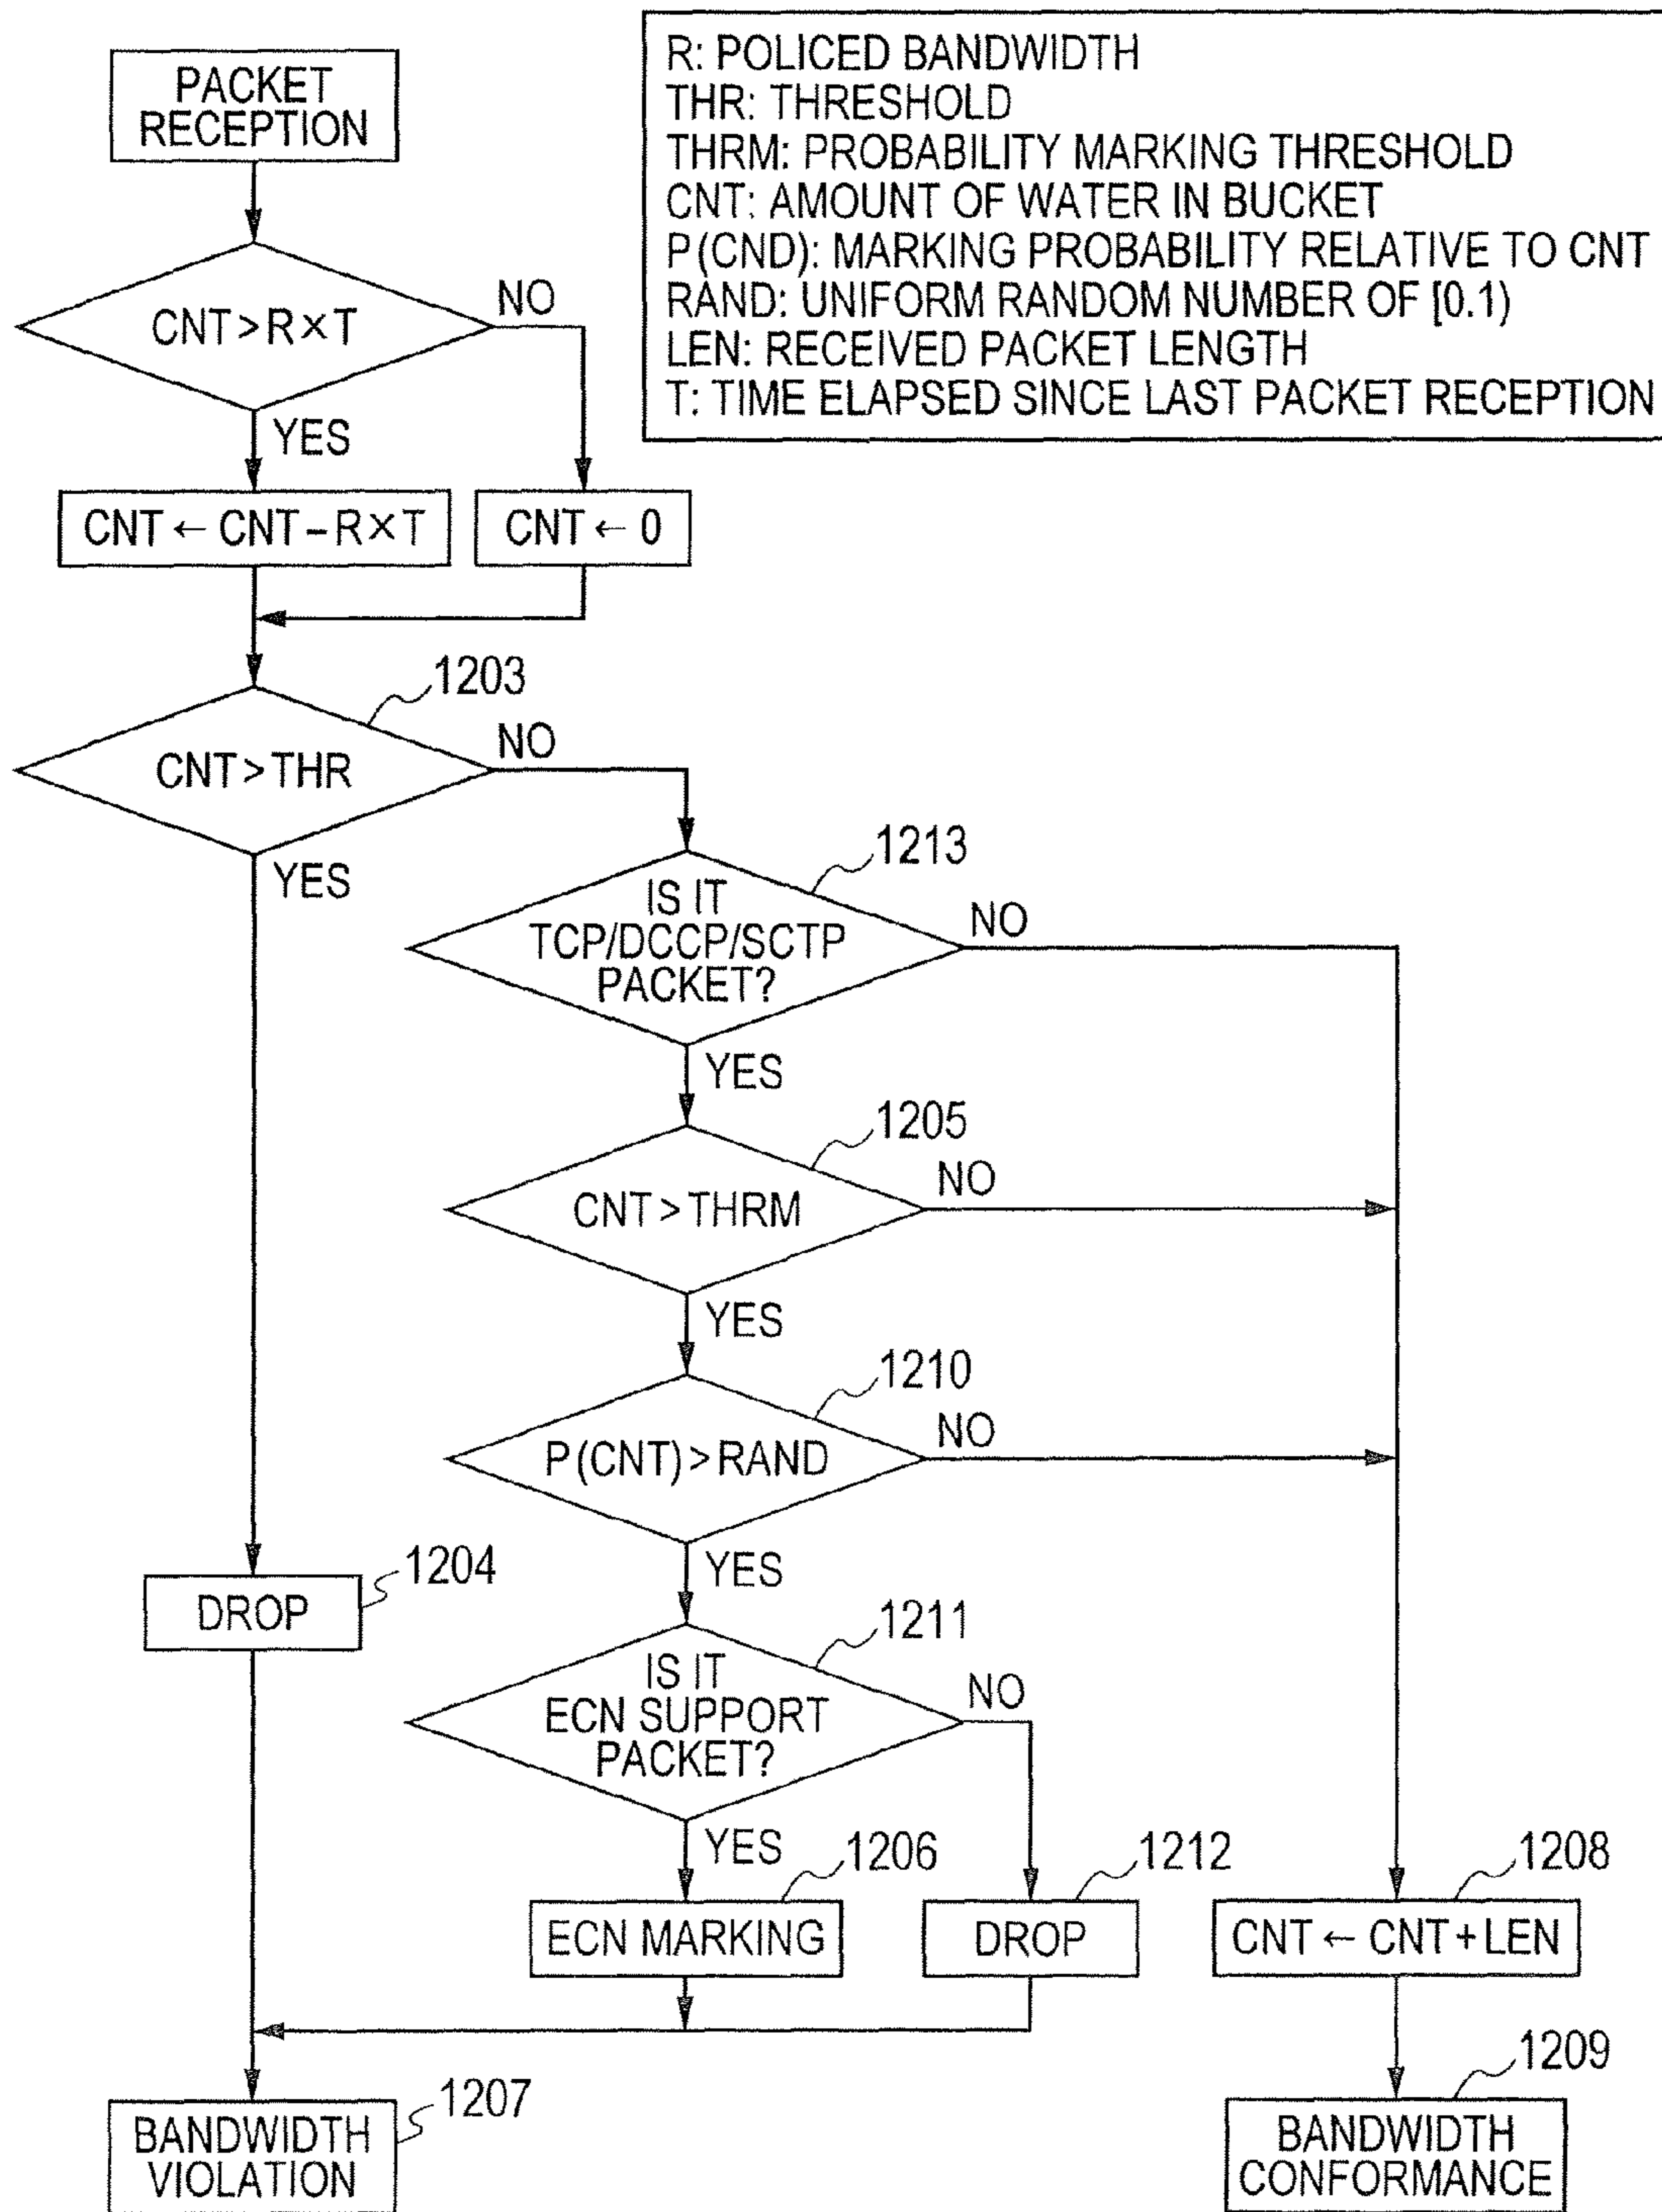 PACKET
RECEPTION
R: POLICED BANDWIDTH
THR: THRESHOLD
THRM: PROBABILITY MARKING THRESHOLD
CNT: AMOUNT OF WATER IN BUCKET
P(CND): MARKING PROBABILITY RELATIVE TO CNT
RAND: UNIFORM RANDOM NUMBER OF [0.1)
LEN: RECEIVED PACKET LENGTH
T: TIME ELAPSED SINCE LAST PACKET RECEPTION
CNT>R×T
NO
YES
CNT ← CNT-R×T
CNT ← 0
1203
CNT>THR
NO
YES
1213
IS IT
TCP/DCCP/SCTP
PACKET?
NO
YES
1205
CNT>THRM
NO
YES
1210
P(CNT)>RAND
NO
YES
1204
DROP
1211
IS IT
ECN SUPPORT
PACKET?
NO
YES
1206
ECN MARKING
1212
DROP
1208
CNT ← CNT+LEN
1207
BANDWIDTH
VIOLATION
1209
BANDWIDTH
CONFORMANCE